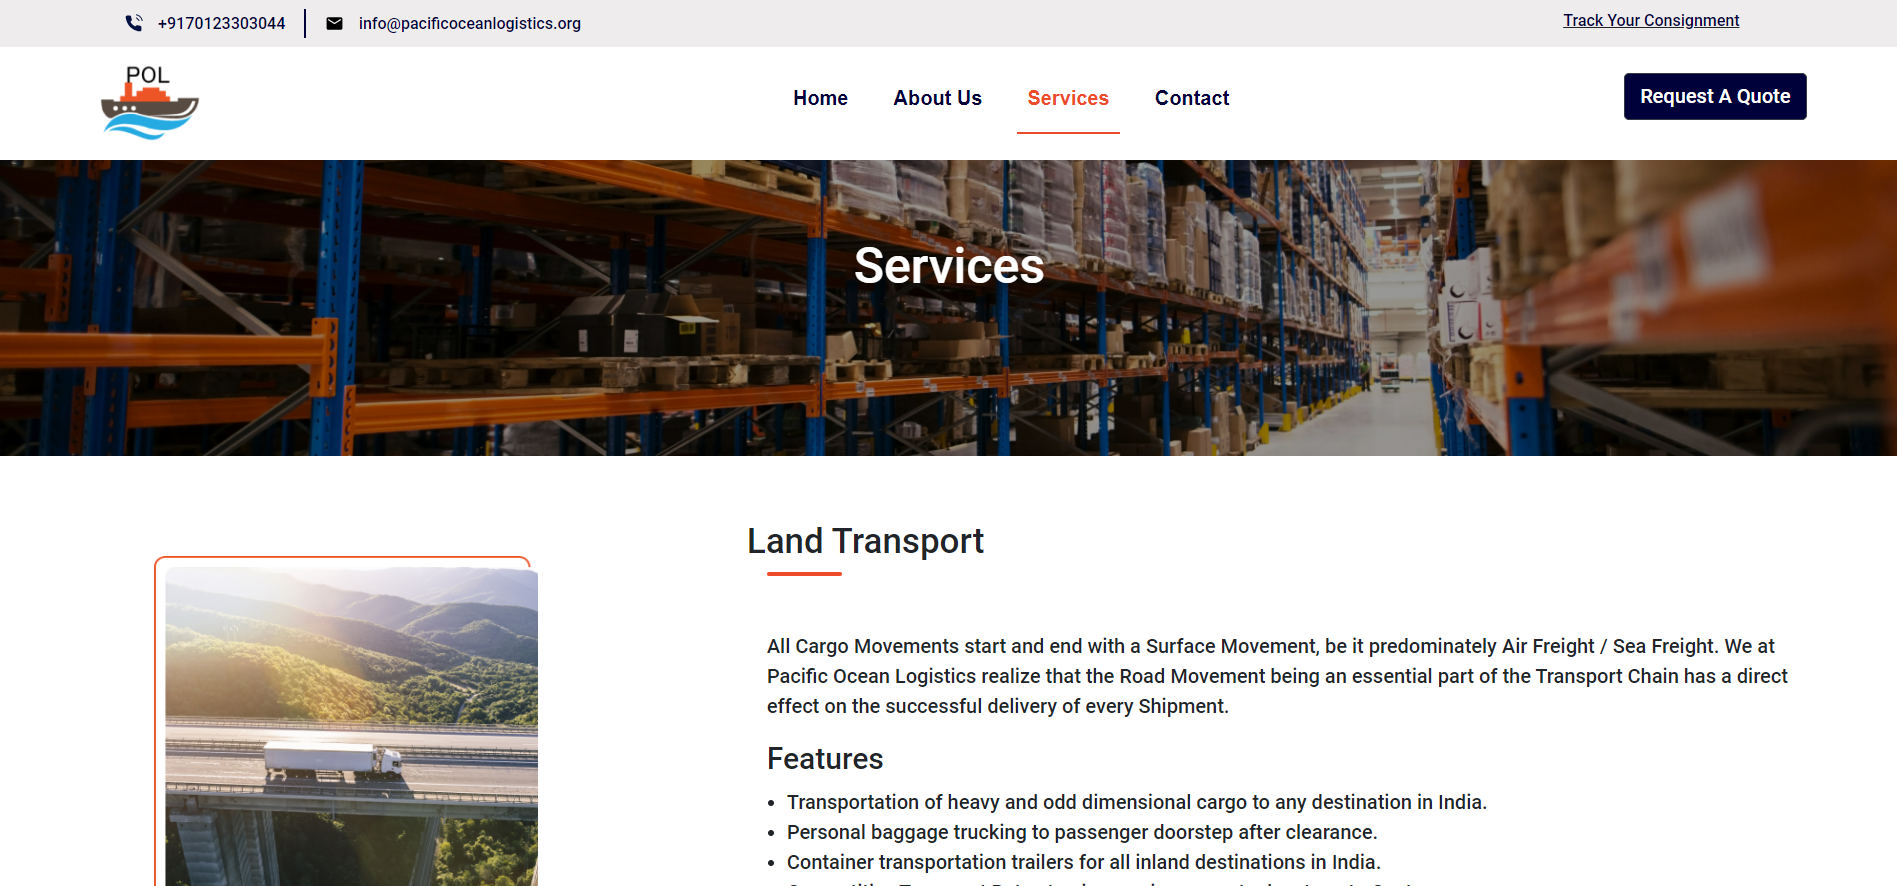 +9170123303044
info@pacificoceanlogistics.org
Track Your Consignment
POL
Home
About Us
Services
Contact
Request A Quote
Services
Land Transport
All Cargo Movements start and end with a Surface Movement, be it predominately Air Freight / Sea Freight. We at
Pacific Ocean Logistics realize that the Road Movement being an essential part of the Transport Chain has a direct
effect on the successful delivery of every Shipment.
Features
Transportation of heavy and odd dimensional cargo to any destination in India.
Personal baggage trucking to passenger doorstep after clearance.
Container transportation trailers for all inland destinations in India.